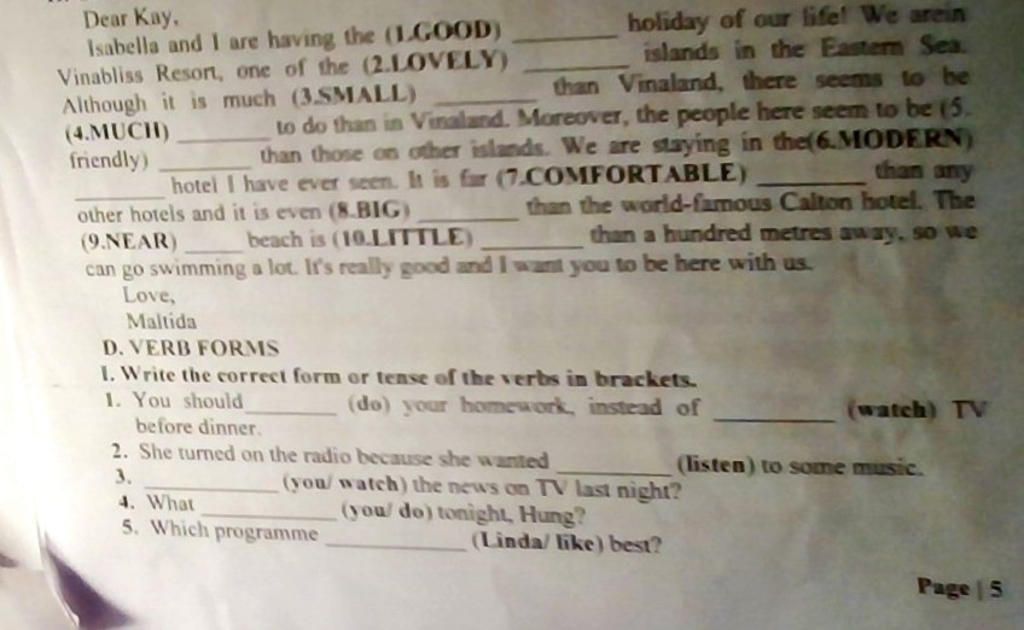 Dear Kay,
Isabella and I are having the (1.GOOD) ________ holiday of our life! We arein
Vinabliss Resort, one of the (2.LOVELY) ________ islands in the Eastern Sea.
Although it is much (3.SMALL) ________ than Vinaland, there seems to be
(4.MUCH) ________ to do than in Vinaland. Moreover, the people here seem to be (5.
friendly) ________ than those on other islands. We are staying in the(6.MODERN)
________ hotel I have ever seen. It is far (7.COMFORTABLE) ________ than any
other hotels and it is even (8.BIG) ________ than the world-famous Calton hotel. The
(9.NEAR) _____ beach is (10.LITTLE) ________ than a hundred metres away, so we
can go swimming a lot. It's really good and I want you to be here with us.
Love,
Maltida
D. VERB FORMS
I. Write the correct form or tense of the verbs in brackets.
1. You should________ (do) your homework, instead of __________ (watch) TV
before dinner.
2. She turned on the radio because she wanted __________ (listen) to some music.
3. ____________ (you/ watch) the news on TV last night?
4. What ____________ (you/ do) tonight, Hung?
5. Which programme ____________ (Linda/ like) best?
Page | 5